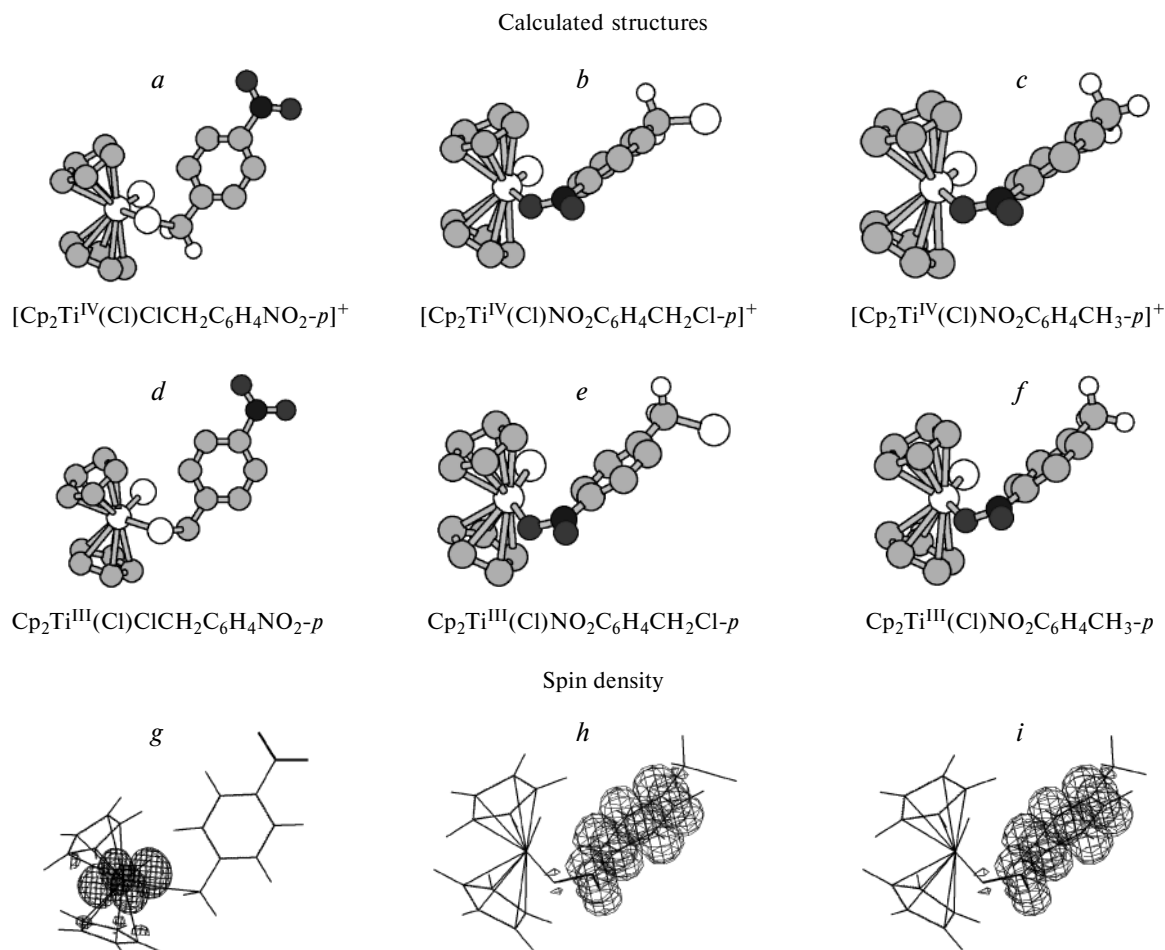 Calculated structures
a b c
[Cp₂Tiᴵⱽ(Cl)ClCH₂C₆H₄NO₂-p]⁺ [Cp₂Tiᴵⱽ(Cl)NO₂C₆H₄CH₂Cl-p]⁺ [Cp₂Tiᴵⱽ(Cl)NO₂C₆H₄CH₃-p]⁺
d e f
Cp₂Tiᴵᴵᴵ(Cl)ClCH₂C₆H₄NO₂-p Cp₂Tiᴵᴵᴵ(Cl)NO₂C₆H₄CH₂Cl-p Cp₂Tiᴵᴵᴵ(Cl)NO₂C₆H₄CH₃-p
Spin density
g h i